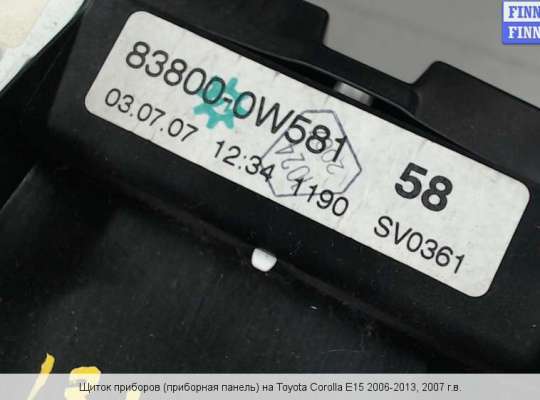 FINN
FINN
83800-0W581
58
03.07.07 12:34 1190 SV0361
Щиток приборов (приборная панель) на Toyota Corolla E15 2006-2013, 2007 г.в.